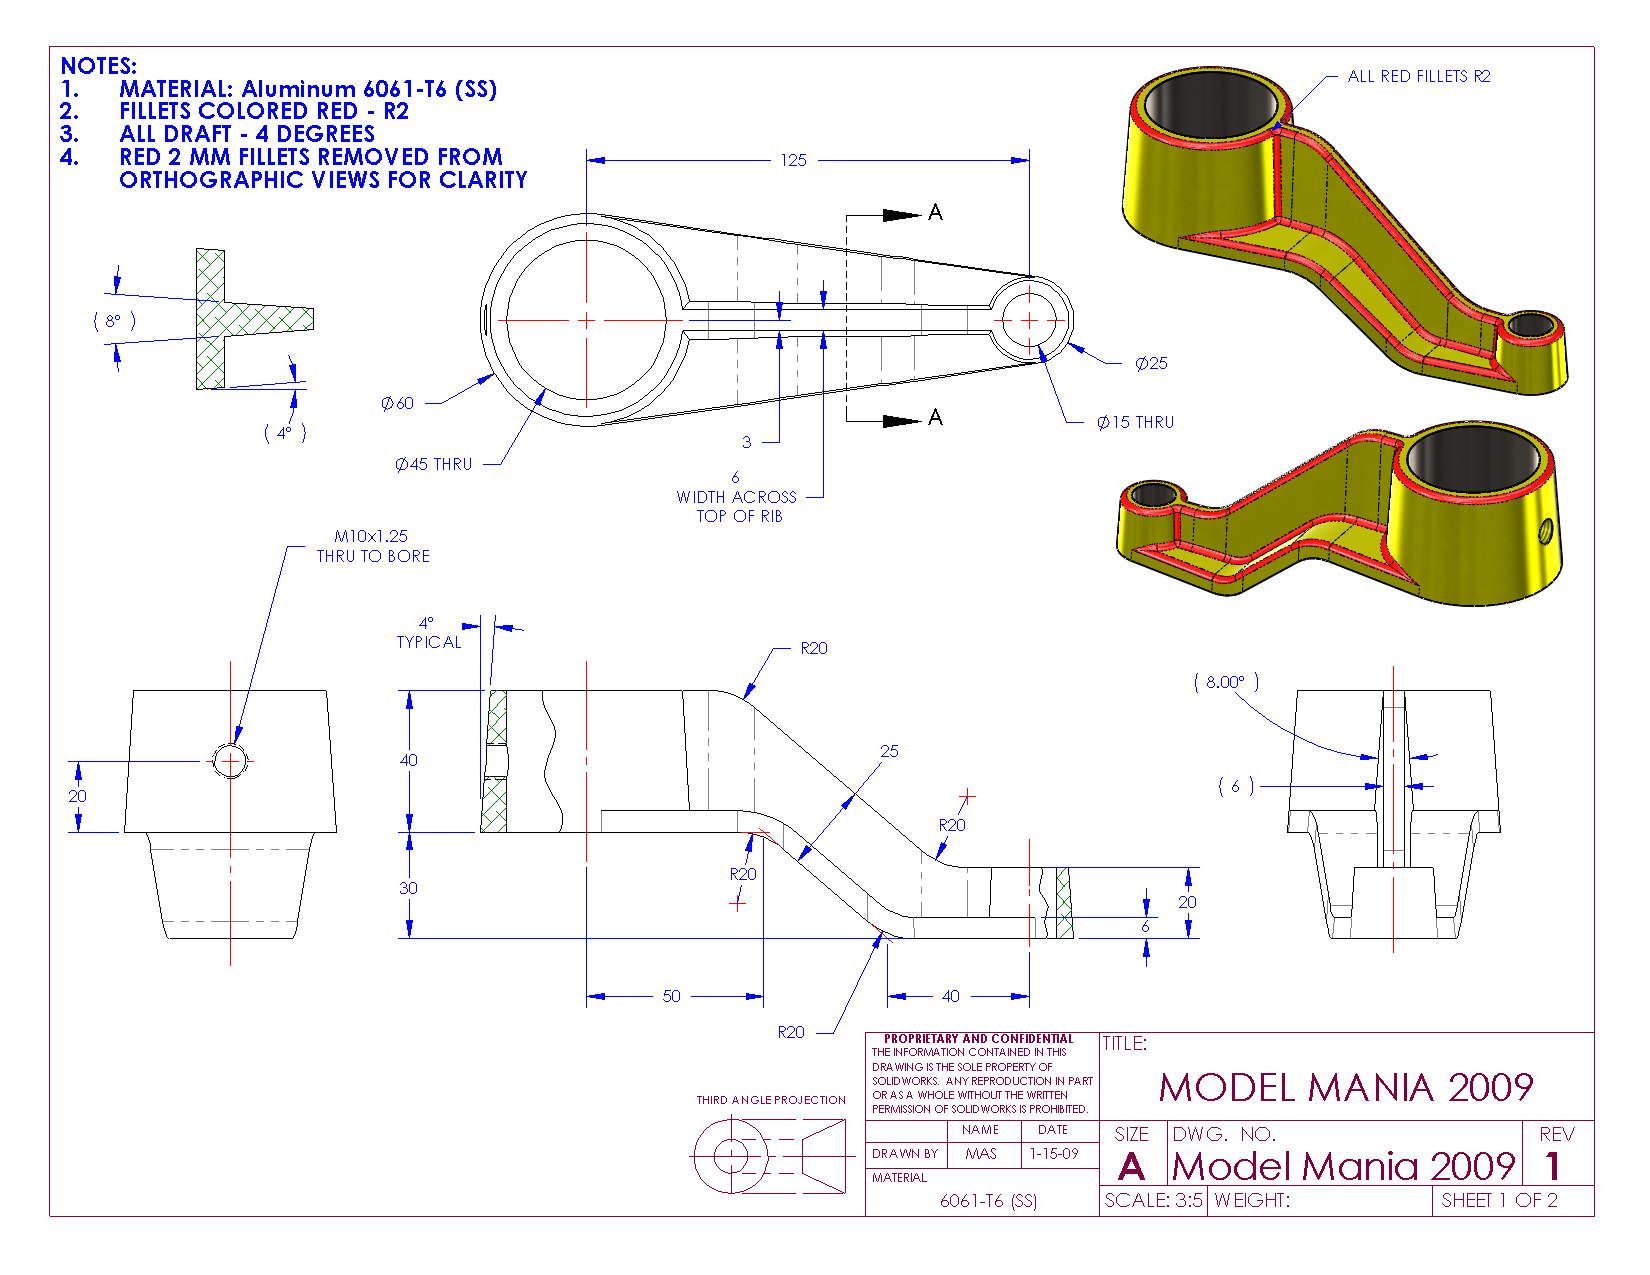 NOTES:
1. MATERIAL: Aluminum 6061-T6 (SS)
2. FILLETS COLORED RED - R2
3. ALL DRAFT - 4 DEGREES
4. RED 2 MM FILLETS REMOVED FROM
ORTHOGRAPHIC VIEWS FOR CLARITY
ALL RED FILLETS R2
125
A
A
( 8° )
( 4° )
Ø60
Ø45 THRU
3
6
WIDTH ACROSS
TOP OF RIB
Ø25
Ø15 THRU
M10x1.25
THRU TO BORE
20
4°
TYPICAL
40
30
R20
25
R20
R20
R20
50
40
6
20
( 8.00° )
( 6 )
THIRD ANGLE PROJECTION
PROPRIETARY AND CONFIDENTIAL
THE INFORMATION CONTAINED IN THIS
DRAWING IS THE SOLE PROPERTY OF
SOLIDWORKS. ANY REPRODUCTION IN PART
OR AS A WHOLE WITHOUT THE WRITTEN
PERMISSION OF SOLIDWORKS IS PROHIBITED.
NAME DATE
DRAWN BY MAS 1-15-09
MATERIAL
6061-T6 (SS)
TITLE:
MODEL MANIA 2009
SIZE DWG. NO. REV
A Model Mania 2009 1
SCALE: 3:5 WEIGHT: SHEET 1 OF 2